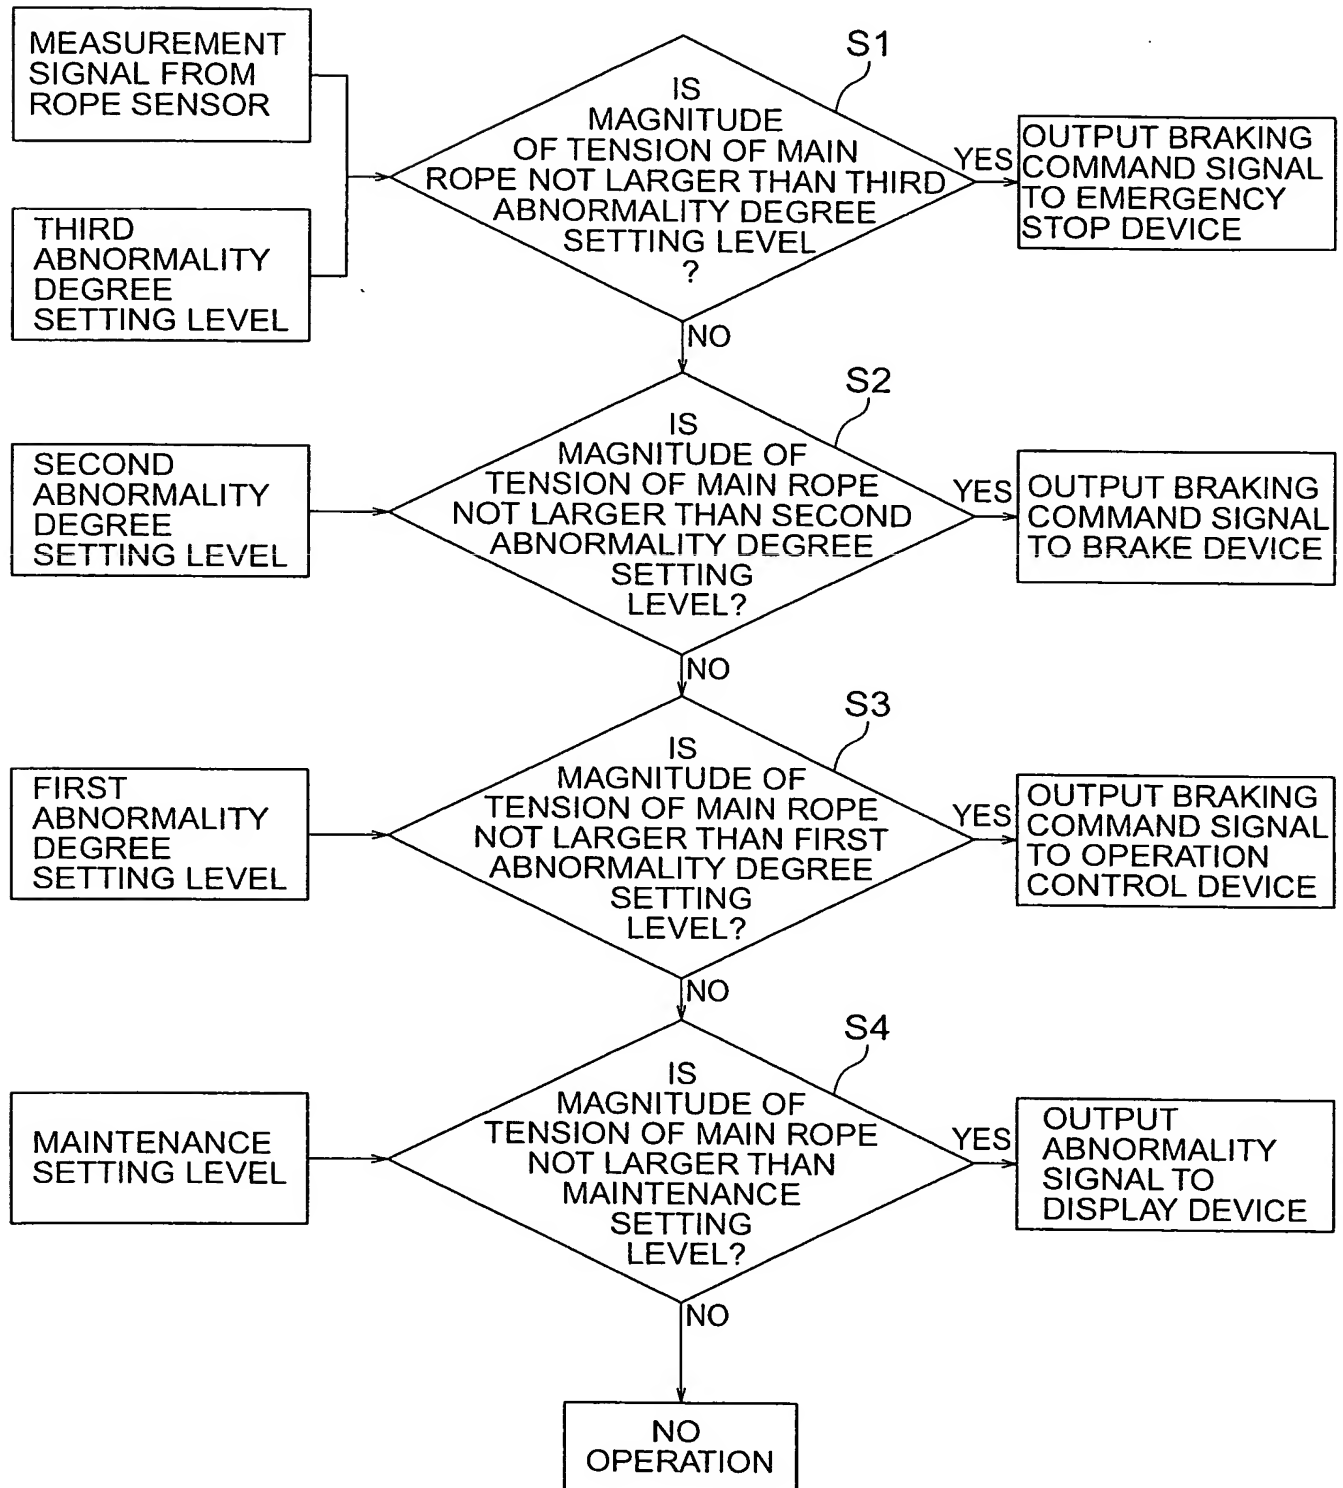 MEASUREMENT
SIGNAL FROM
ROPE SENSOR
THIRD
ABNORMALITY
DEGREE
SETTING LEVEL
S1
IS
MAGNITUDE
OF TENSION OF MAIN
ROPE NOT LARGER THAN THIRD
ABNORMALITY DEGREE
SETTING LEVEL
?
YES
OUTPUT BRAKING
COMMAND SIGNAL
TO EMERGENCY
STOP DEVICE
NO
SECOND
ABNORMALITY
DEGREE
SETTING LEVEL
S2
IS
MAGNITUDE OF
TENSION OF MAIN ROPE
NOT LARGER THAN SECOND
ABNORMALITY DEGREE
SETTING
LEVEL?
YES
OUTPUT BRAKING
COMMAND SIGNAL
TO BRAKE DEVICE
NO
FIRST
ABNORMALITY
DEGREE
SETTING LEVEL
S3
IS
MAGNITUDE OF
TENSION OF MAIN ROPE
NOT LARGER THAN FIRST
ABNORMALITY DEGREE
SETTING
LEVEL?
YES
OUTPUT BRAKING
COMMAND SIGNAL
TO OPERATION
CONTROL DEVICE
NO
MAINTENANCE
SETTING LEVEL
S4
IS
MAGNITUDE OF
TENSION OF MAIN ROPE
NOT LARGER THAN
MAINTENANCE
SETTING
LEVEL?
YES
OUTPUT
ABNORMALITY
SIGNAL TO
DISPLAY DEVICE
NO
NO
OPERATION